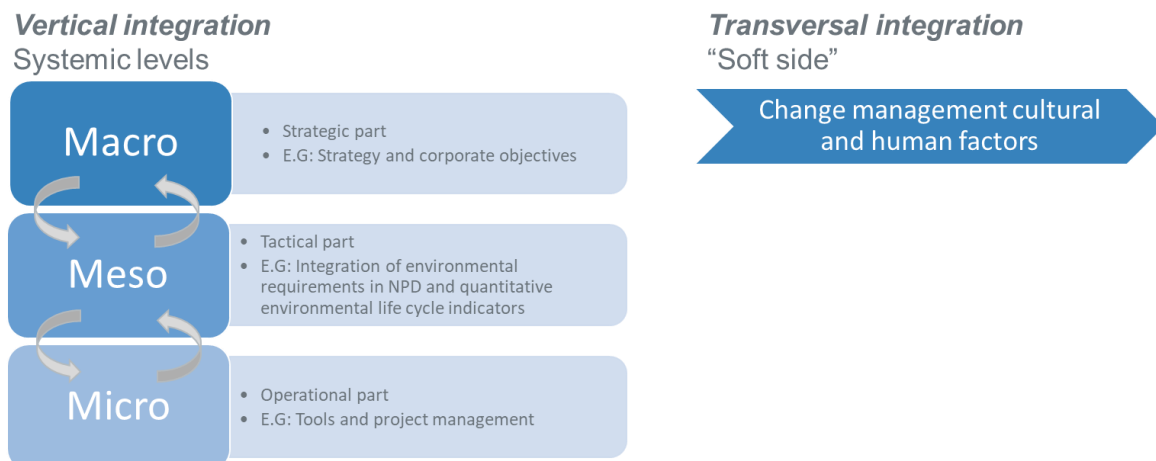 Vertical integration
Systemic levels
Macro
• Strategic part
• E.G: Strategy and corporate objectives
Meso
• Tactical part
• E.G: Integration of environmental
requirements in NPD and quantitative
environmental life cycle indicators
Micro
• Operational part
• E.G: Tools and project management
Transversal integration
“Soft side”
Change management cultural
and human factors